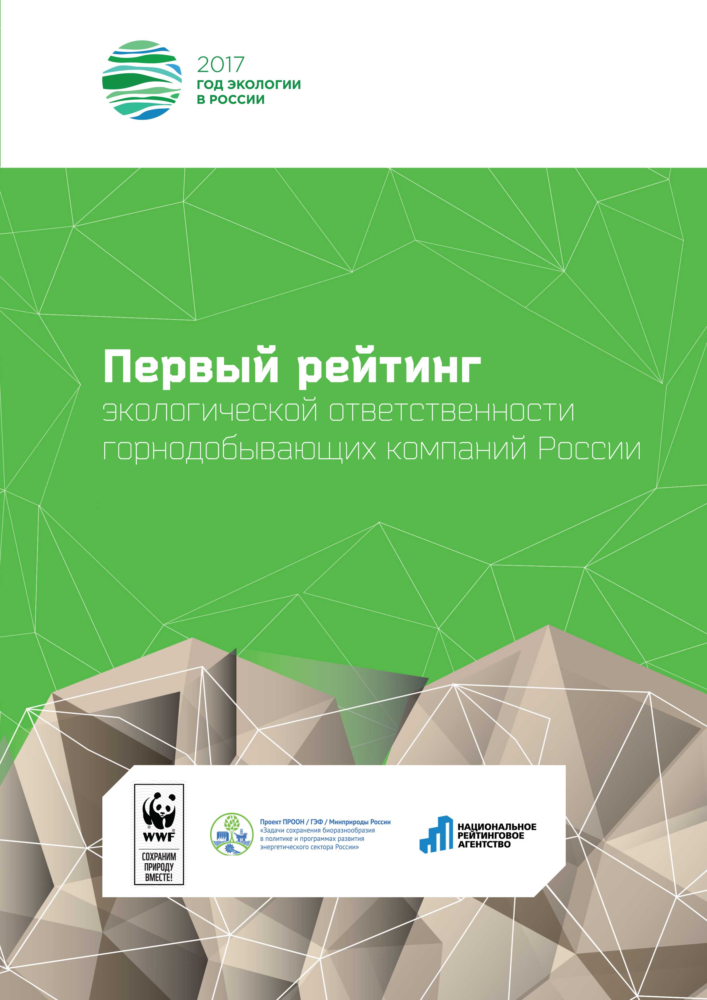 2017
ГОД ЭКОЛОГИИ
В РОССИИ
Первый рейтинг
экологической ответственности
горнодобывающих компаний России
©
®
WWF
СОХРАНИМ
ПРИРОДУ
ВМЕСТЕ!
Проект ПРООН / ГЭФ / Минприроды России
«Задачи сохранения биоразнообразия
в политике и программах развития
энергетического сектора России»
НАЦИОНАЛЬНОЕ
РЕЙТИНГОВОЕ
АГЕНТСТВО